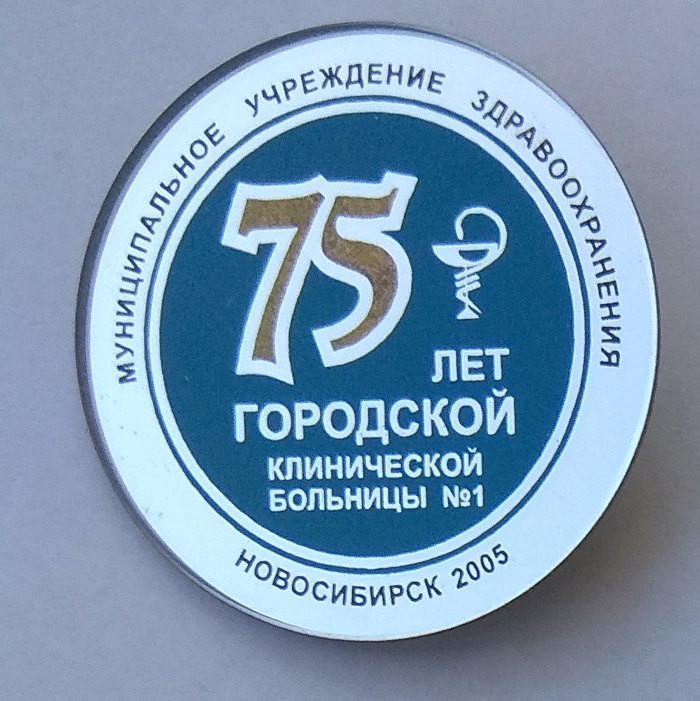 МУНИЦИПАЛЬНОЕ УЧРЕЖДЕНИЕ ЗДРАВООХРАНЕНИЯ
75
ЛЕТ
ГОРОДСКОЙ
КЛИНИЧЕСКОЙ
БОЛЬНИЦЫ №1
НОВОСИБИРСК 2005